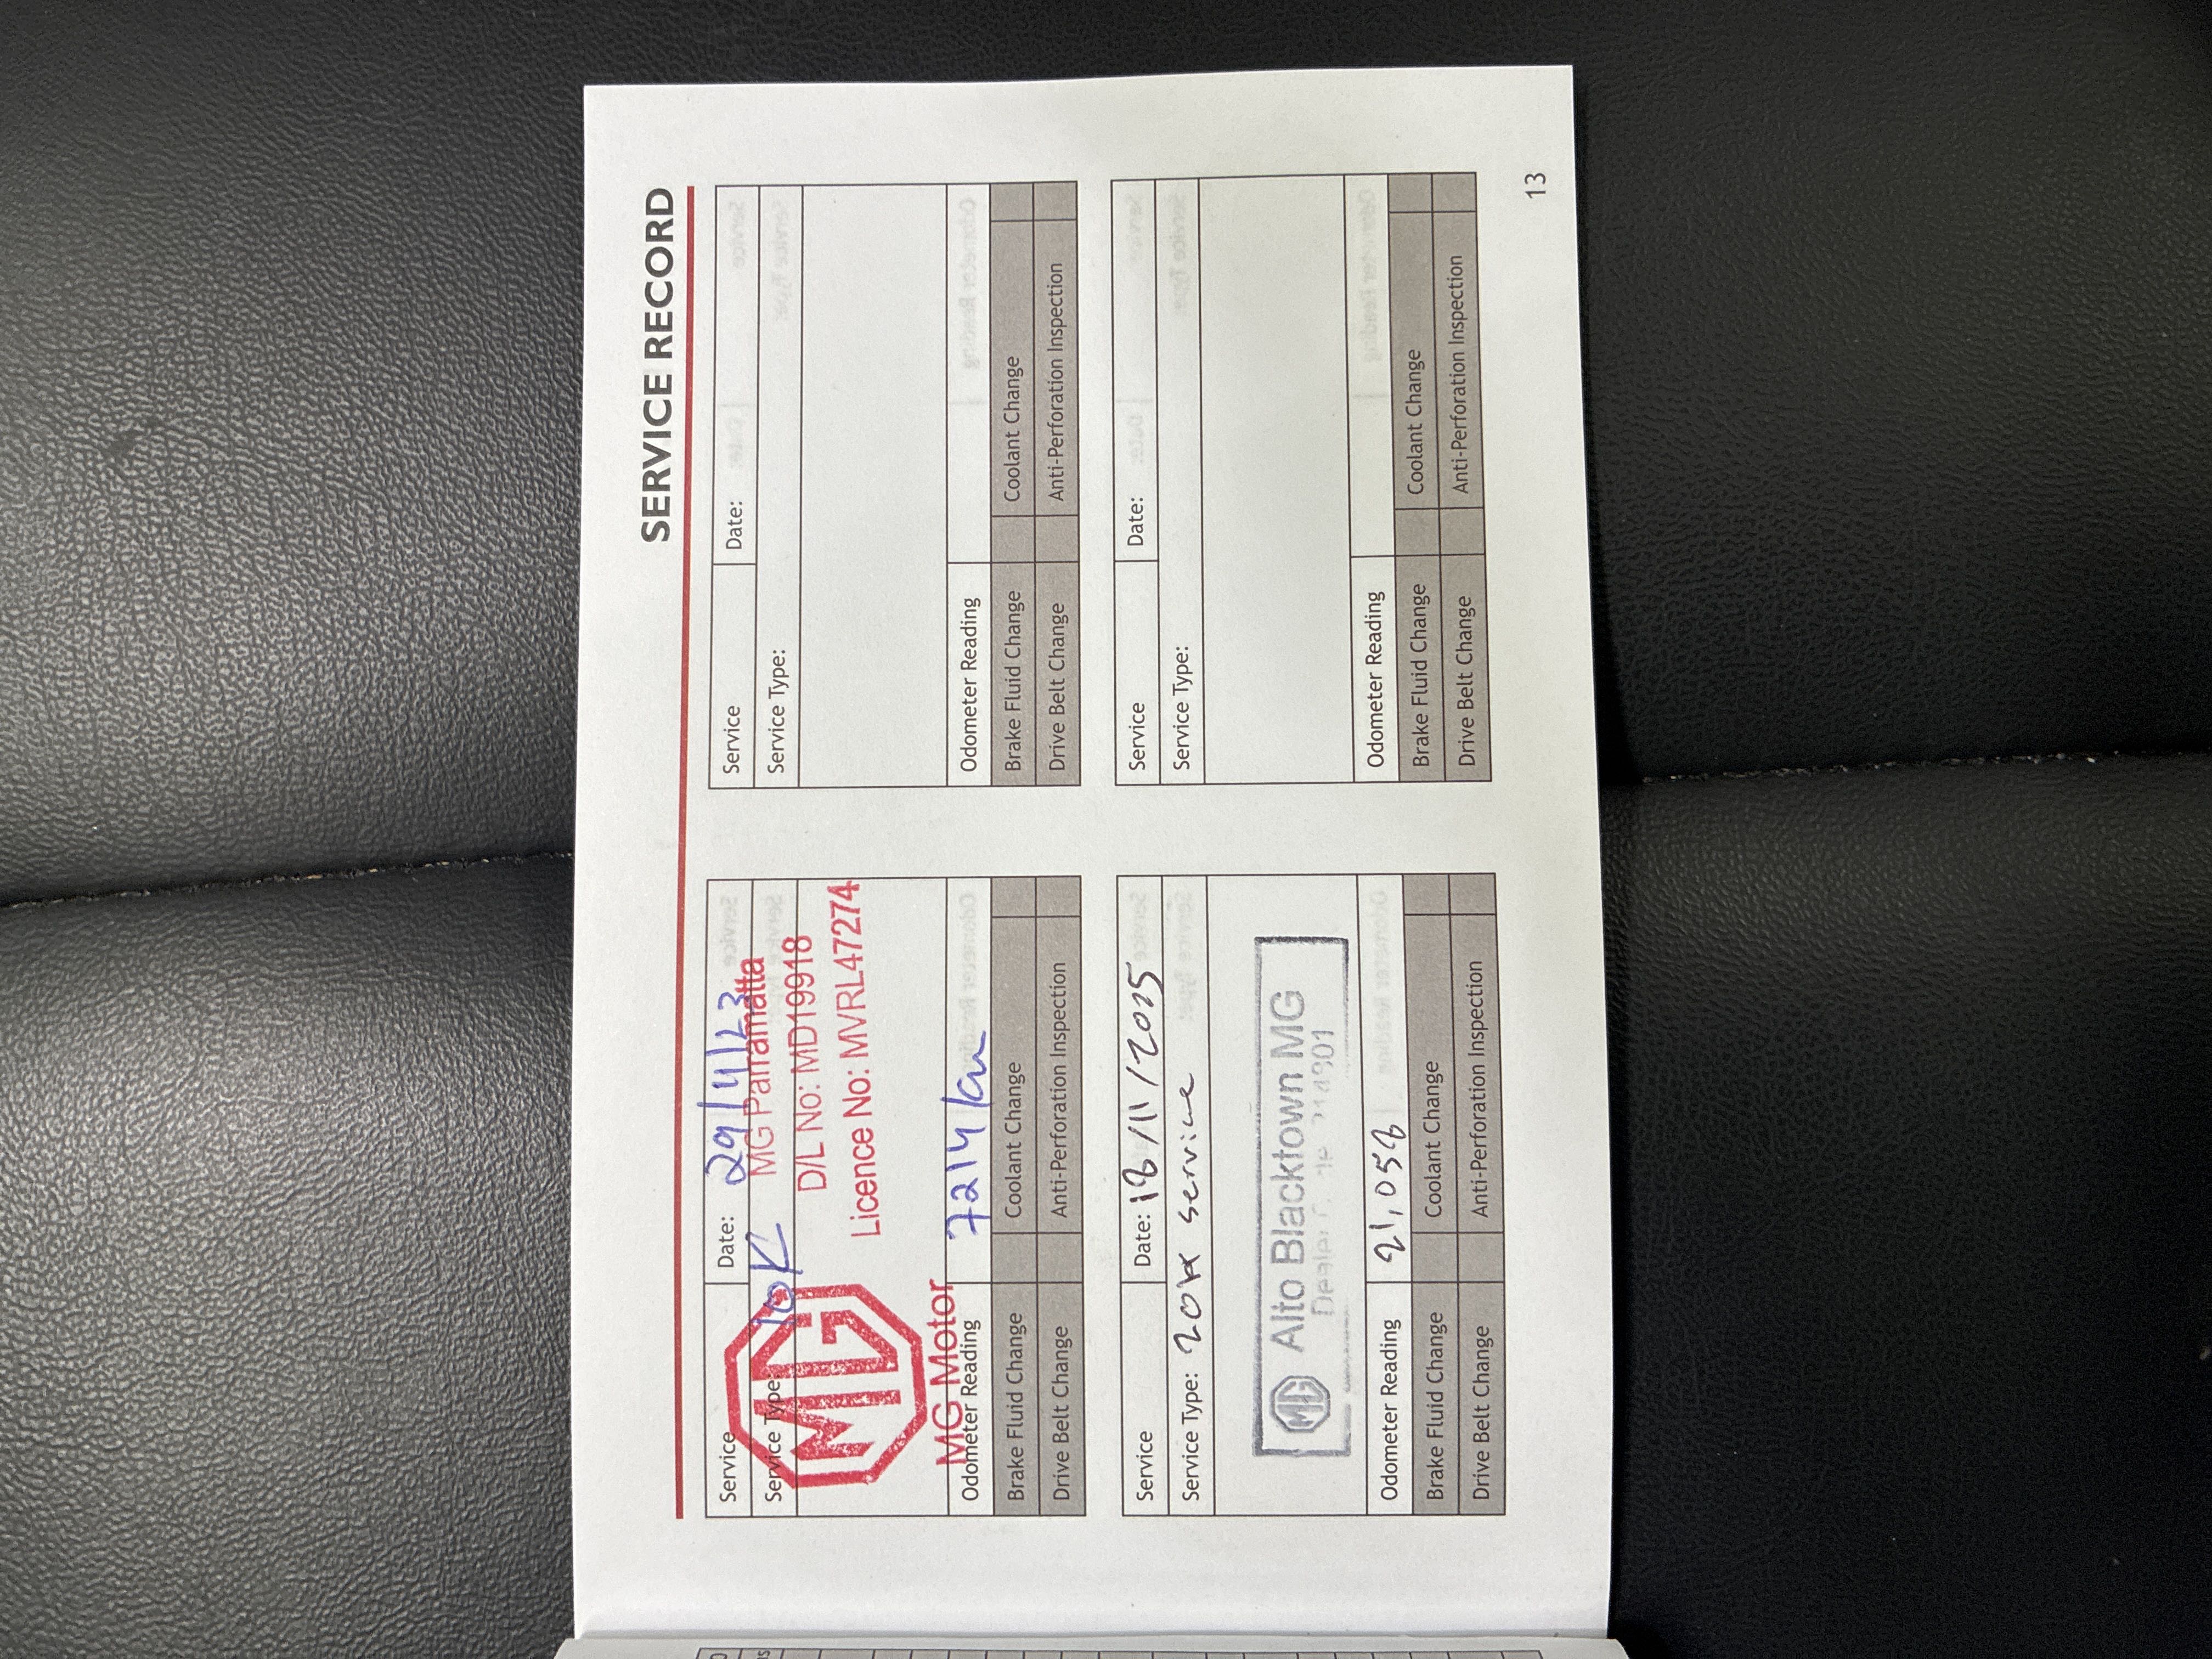 SERVICE RECORD
Service
Date: 29/4/23
Service Type: 10K
MG
MG Motor
MG Parramatta
D/L No: MD19918
Licence No: MVRL47274
Odometer Reading
7214 km
Brake Fluid Change
Coolant Change
Drive Belt Change
Anti-Perforation Inspection
Service
Date:
Service Type:
Odometer Reading
Brake Fluid Change
Coolant Change
Drive Belt Change
Anti-Perforation Inspection
Service
Date: 18/11/2025
Service Type: 20K service
MG Alto Blacktown MG
Odometer Reading
21,058
Brake Fluid Change
Coolant Change
Drive Belt Change
Anti-Perforation Inspection
Service
Date:
Service Type:
Odometer Reading
Brake Fluid Change
Coolant Change
Drive Belt Change
Anti-Perforation Inspection
13